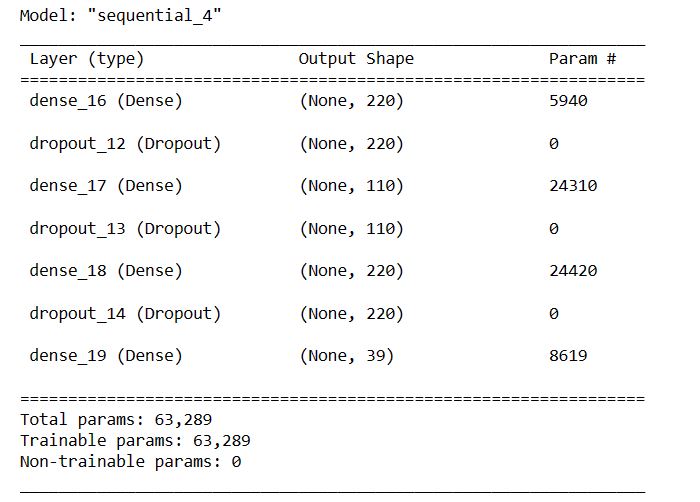 Model: "sequential_4"
Layer (type) Output Shape Param #
dense_16 (Dense) (None, 220) 5940
dropout_12 (Dropout) (None, 220) 0
dense_17 (Dense) (None, 110) 24310
dropout_13 (Dropout) (None, 110) 0
dense_18 (Dense) (None, 220) 24420
dropout_14 (Dropout) (None, 220) 0
dense_19 (Dense) (None, 39) 8619
Total params: 63,289
Trainable params: 63,289
Non-trainable params: 0